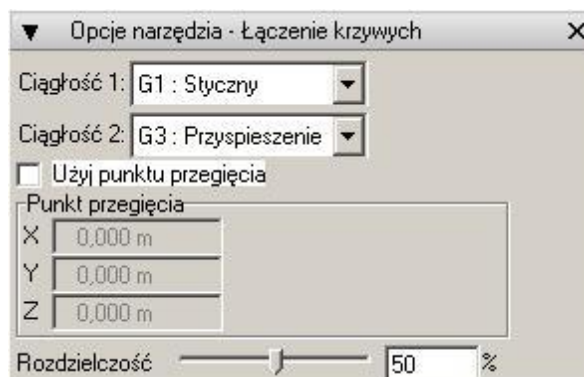 Opcje narzędzia - Łączenie krzywych
Ciągłość 1: G1 : Styczny
Ciągłość 2: G3 : Przyspieszenie
Użyj punktu przegięcia
Punkt przegięcia
X 0,000 m
Y 0,000 m
Z 0,000 m
Rozdzielczość 50 %